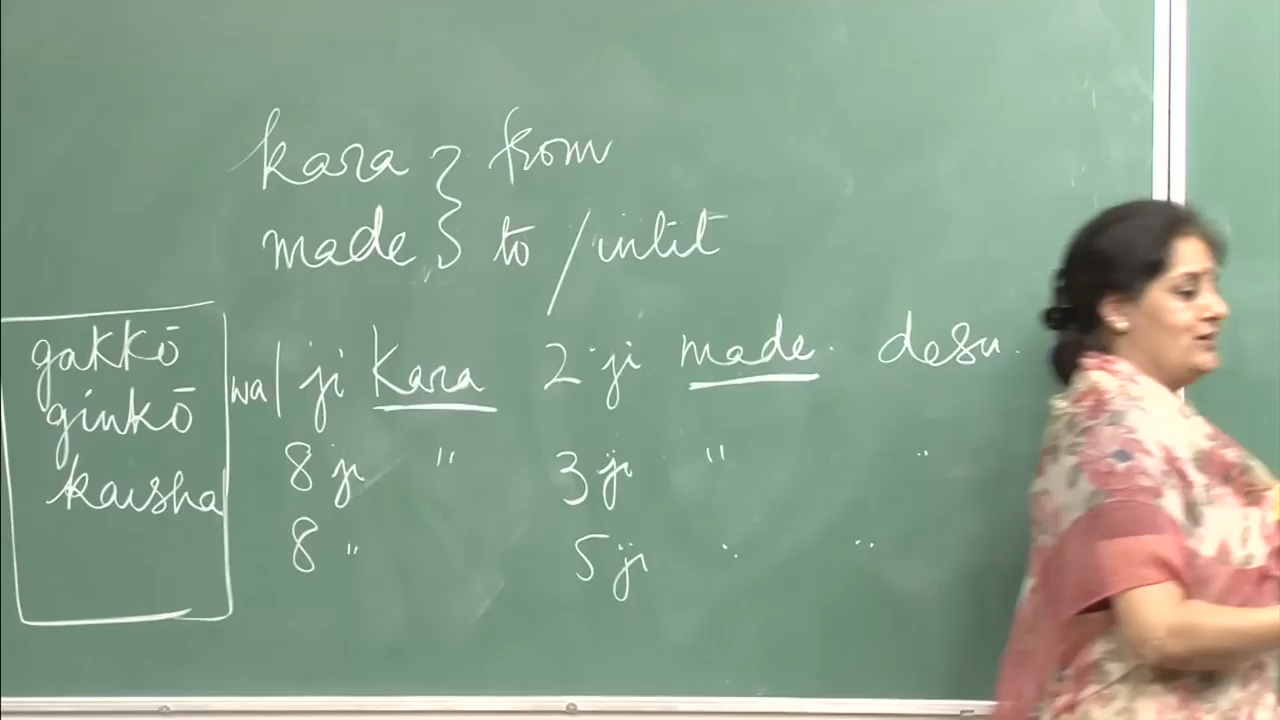 kara } from
made } to / until
gakkō wa 1 ji kara 2 ji made. desu.
ginkō 8 ji " 3 ji " "
kaisha 8 " 5 ji " "